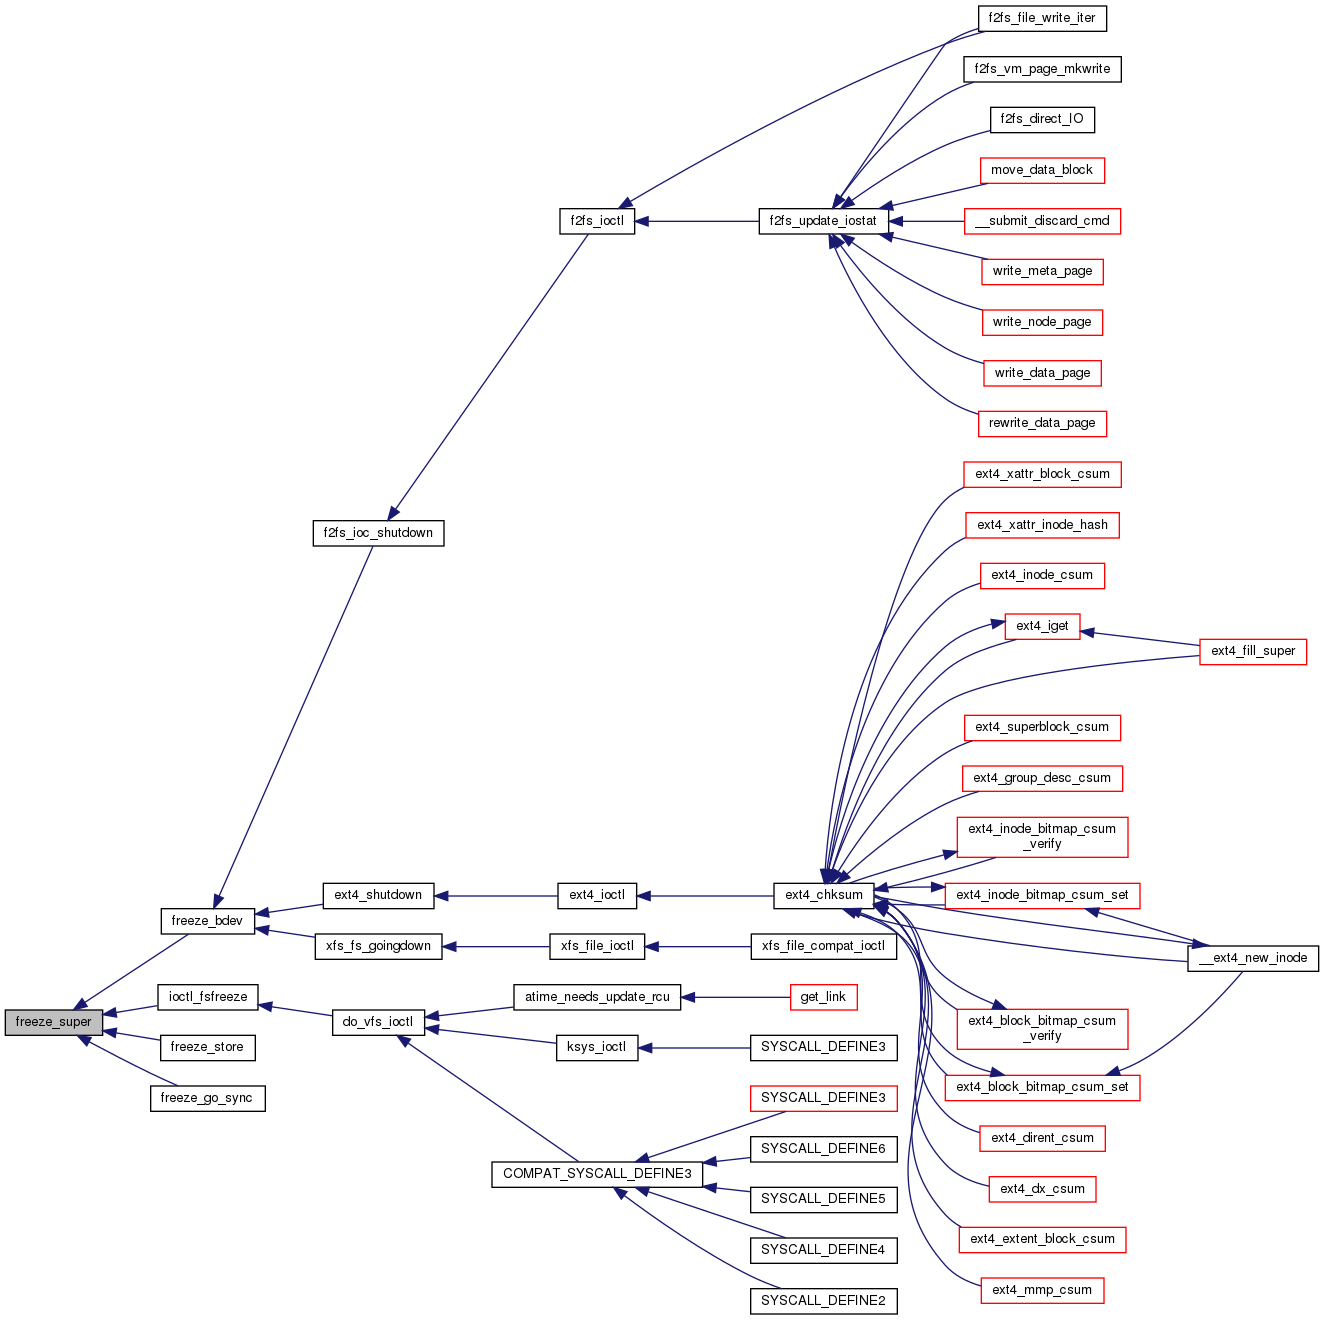 f2fs_file_write_iter
f2fs_vm_page_mkwrite
f2fs_direct_IO
move_data_block
f2fs_ioctl
f2fs_update_iostat
__submit_discard_cmd
write_meta_page
write_node_page
write_data_page
rewrite_data_page
ext4_xattr_block_csum
f2fs_ioc_shutdown
ext4_xattr_inode_hash
ext4_inode_csum
ext4_iget
ext4_fill_super
ext4_superblock_csum
ext4_group_desc_csum
ext4_inode_bitmap_csum
_verify
ext4_shutdown
ext4_ioctl
ext4_chksum
ext4_inode_bitmap_csum_set
freeze_bdev
xfs_fs_goingdown
xfs_file_ioctl
xfs_file_compat_ioctl
__ext4_new_inode
ioctl_fsfreeze
atime_needs_update_rcu
get_link
freeze_super
do_vfs_ioctl
ext4_block_bitmap_csum
_verify
freeze_store
ksys_ioctl
SYSCALL_DEFINE3
ext4_block_bitmap_csum_set
freeze_go_sync
SYSCALL_DEFINE3
ext4_dirent_csum
SYSCALL_DEFINE6
COMPAT_SYSCALL_DEFINE3
ext4_dx_csum
SYSCALL_DEFINE5
ext4_extent_block_csum
SYSCALL_DEFINE4
ext4_mmp_csum
SYSCALL_DEFINE2